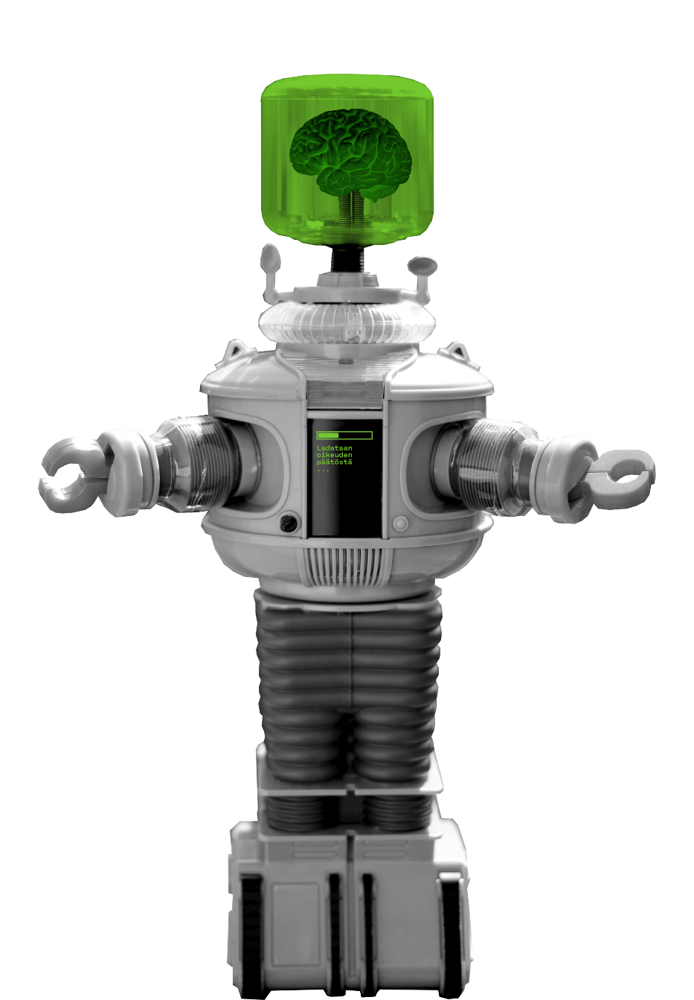 Ladataan
oikeuden
päätöstä
...